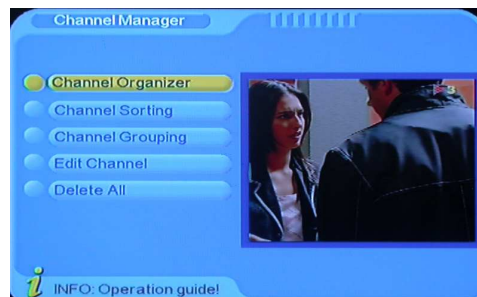 Channel Manager
Channel Organizer
Channel Sorting
Channel Grouping
Edit Channel
Delete All
INFO: Operation guide!